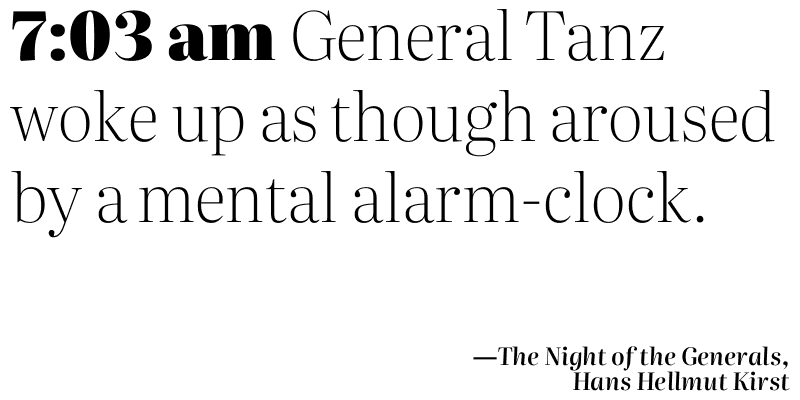 7:03 am General Tanz
woke up as though aroused
by a mental alarm-clock.
—The Night of the Generals,
Hans Hellmut Kirst